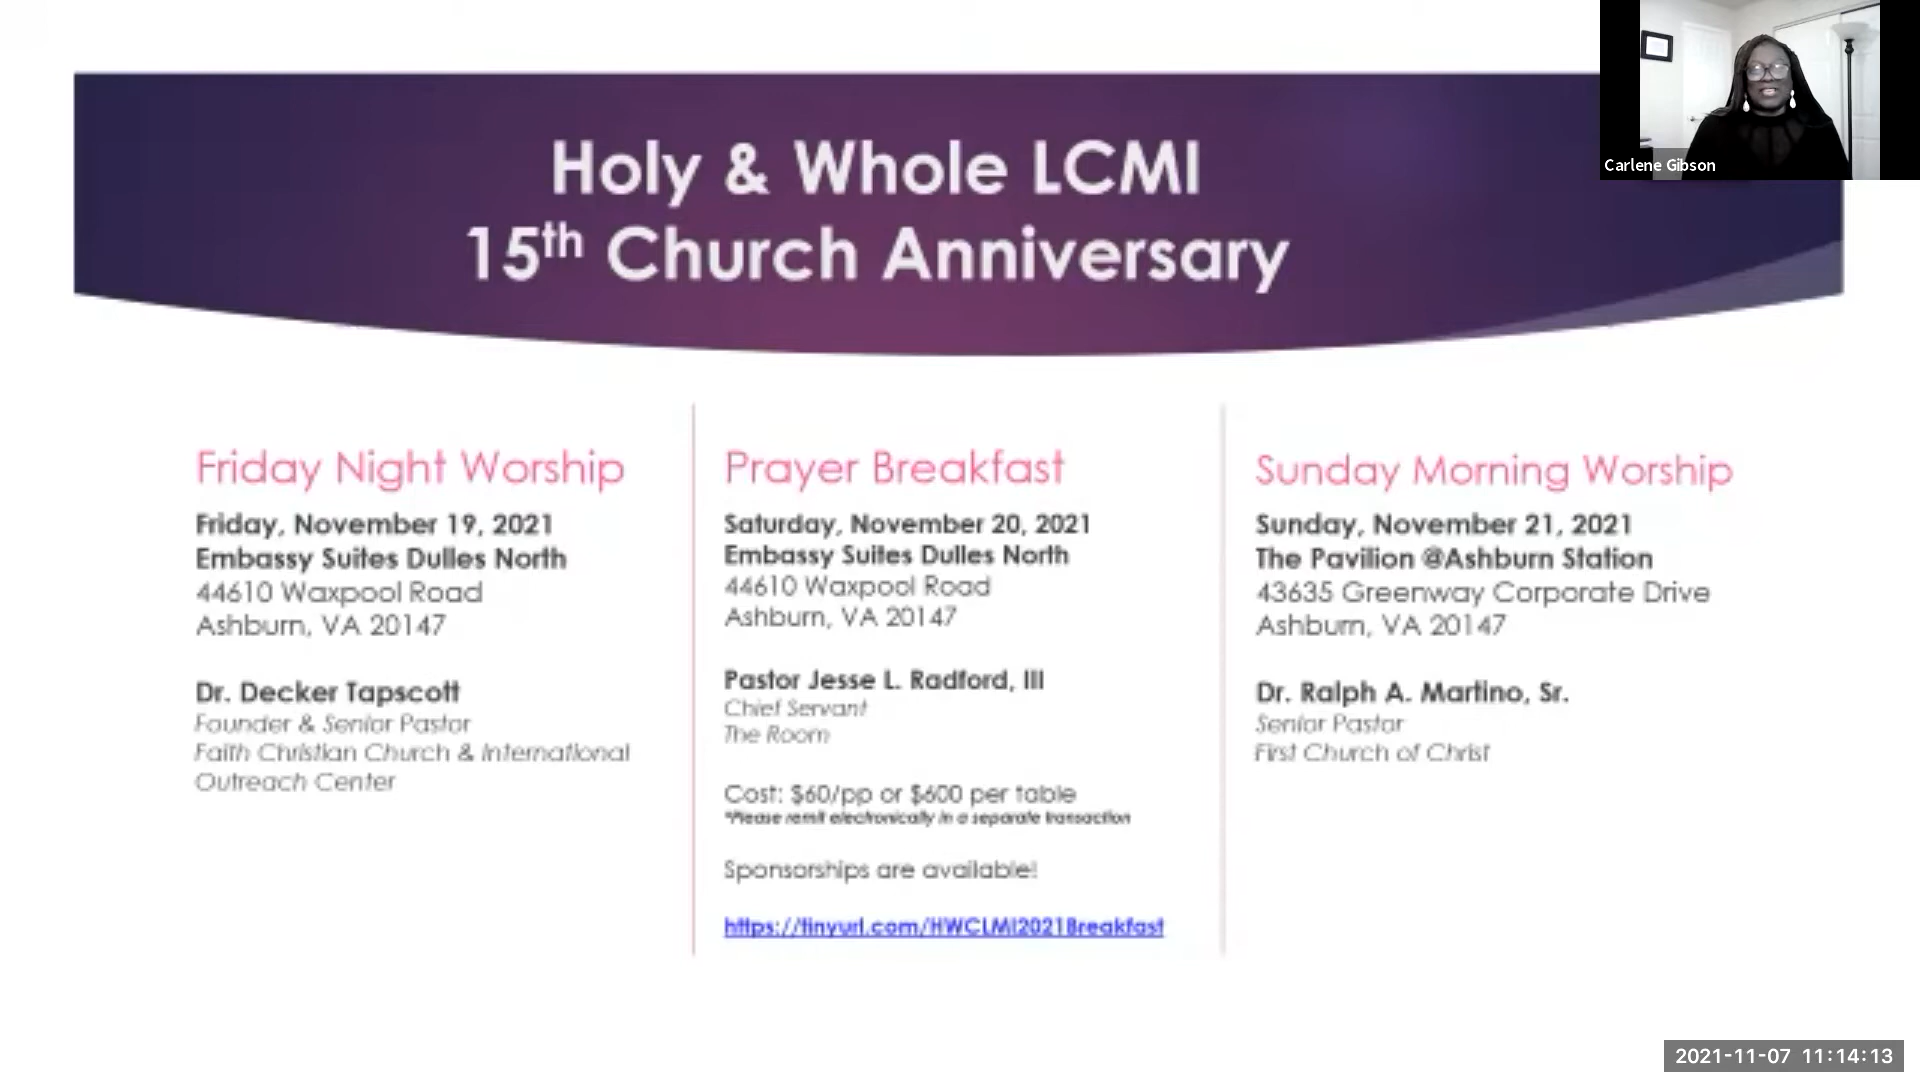 Holy & Whole LCMI
15th Church Anniversary
Carlene Gibson
Friday Night Worship
Friday, November 19, 2021
Embassy Suites Dulles North
44610 Waxpool Road
Ashburn, VA 20147
Dr. Decker Tapscott
Founder & Senior Pastor
Faith Christian Church & International
Outreach Center
Prayer Breakfast
Saturday, November 20, 2021
Embassy Suites Dulles North
44610 Waxpool Road
Ashburn, VA 20147
Pastor Jesse L. Radford, III
Chief Servant
The Room
Cost: $60/pp or $600 per table
*Please remit electronically in a separate transaction
Sponsorships are available!
https://tinyurl.com/HWCLMI2021Breakfast
Sunday Morning Worship
Sunday, November 21, 2021
The Pavilion @Ashburn Station
43635 Greenway Corporate Drive
Ashburn, VA 20147
Dr. Ralph A. Martino, Sr.
Senior Pastor
First Church of Christ
2021-11-07 11:14:13